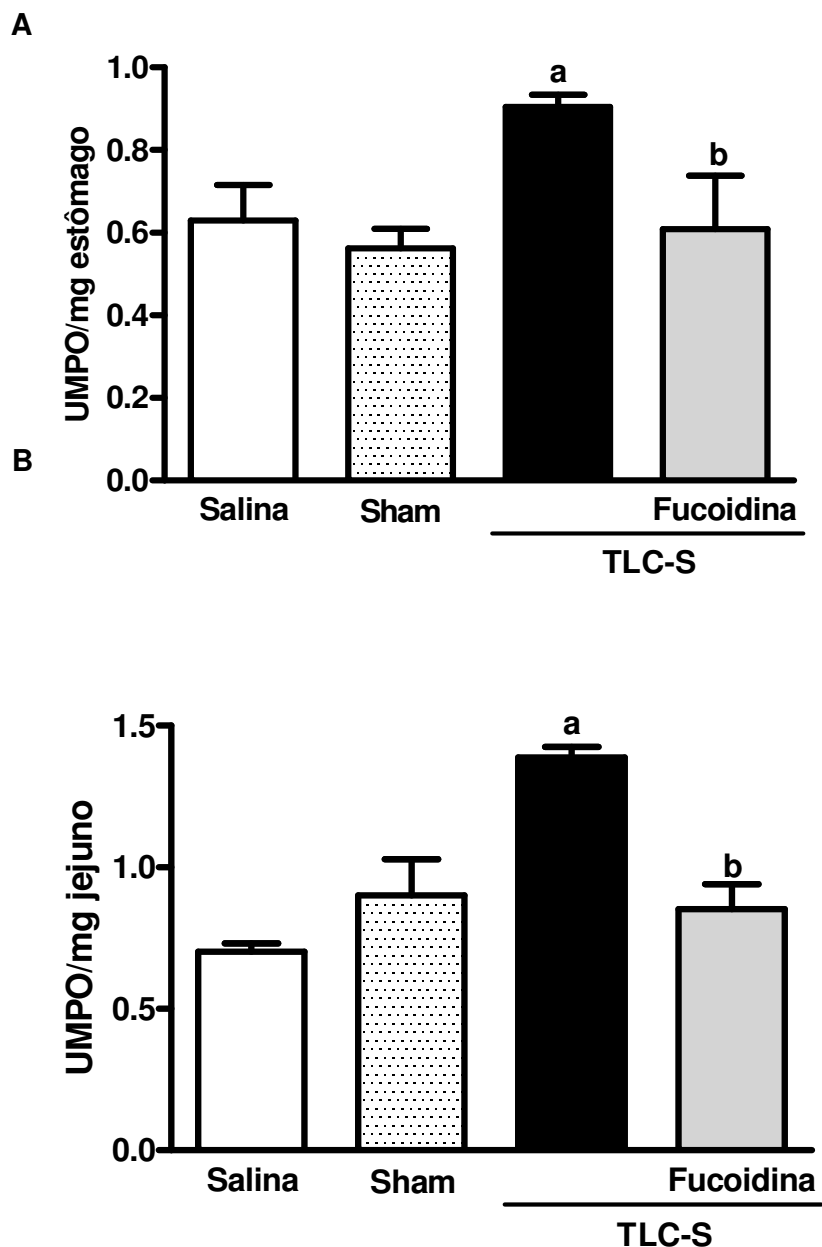 A
UMPO/mg estômago
1.0
0.8
0.6
0.4
0.2
0.0
a
b
Salina Sham Fucoidina
TLC-S
B
UMPO/mg jejuno
1.5
1.0
0.5
0.0
a
b
Salina Sham Fucoidina
TLC-S